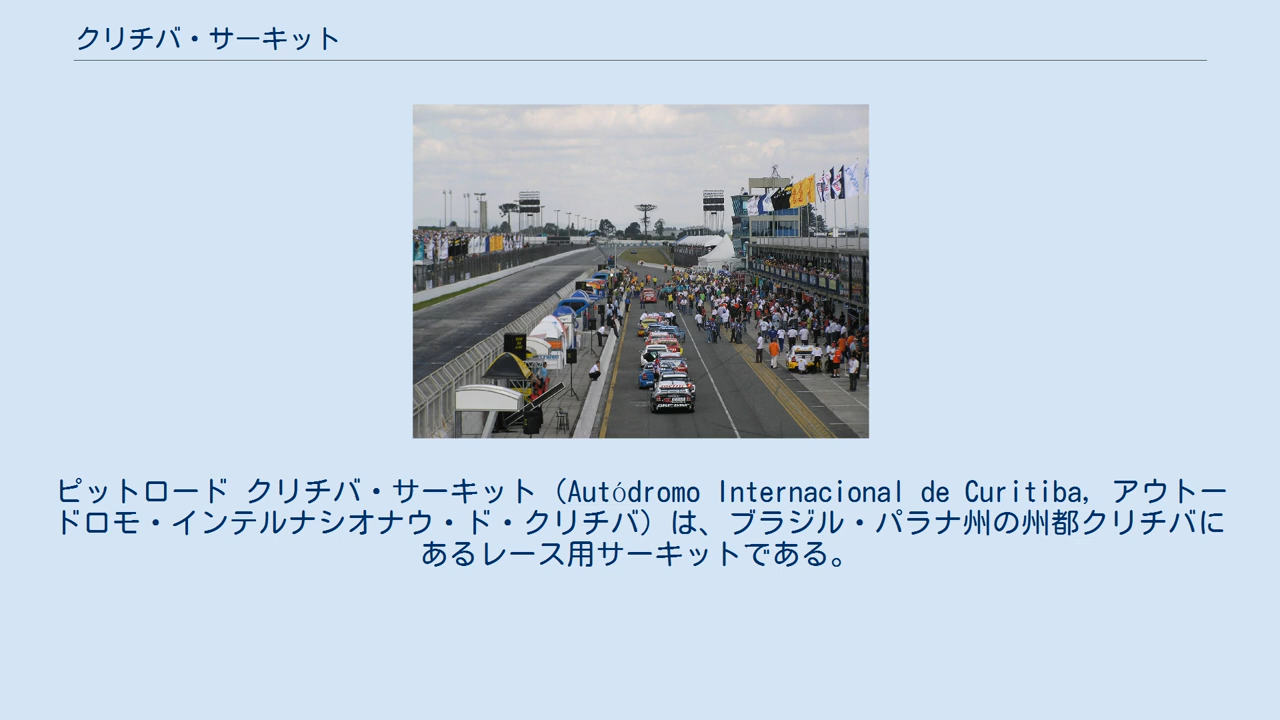 クリチバ・サーキット
ピットロード クリチバ・サーキット（Autódromo Internacional de Curitiba, アウトー
ドロモ・インテルナシオナウ・ド・クリチバ）は、ブラジル・パラナ州の州都クリチバに
あるレース用サーキットである。